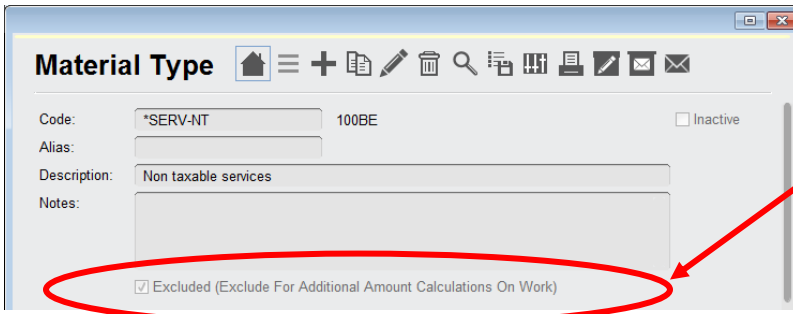 Material Type
Code: *SERV-NT 100BE Inactive
Alias:
Description: Non taxable services
Notes:
Excluded (Exclude For Additional Amount Calculations On Work)